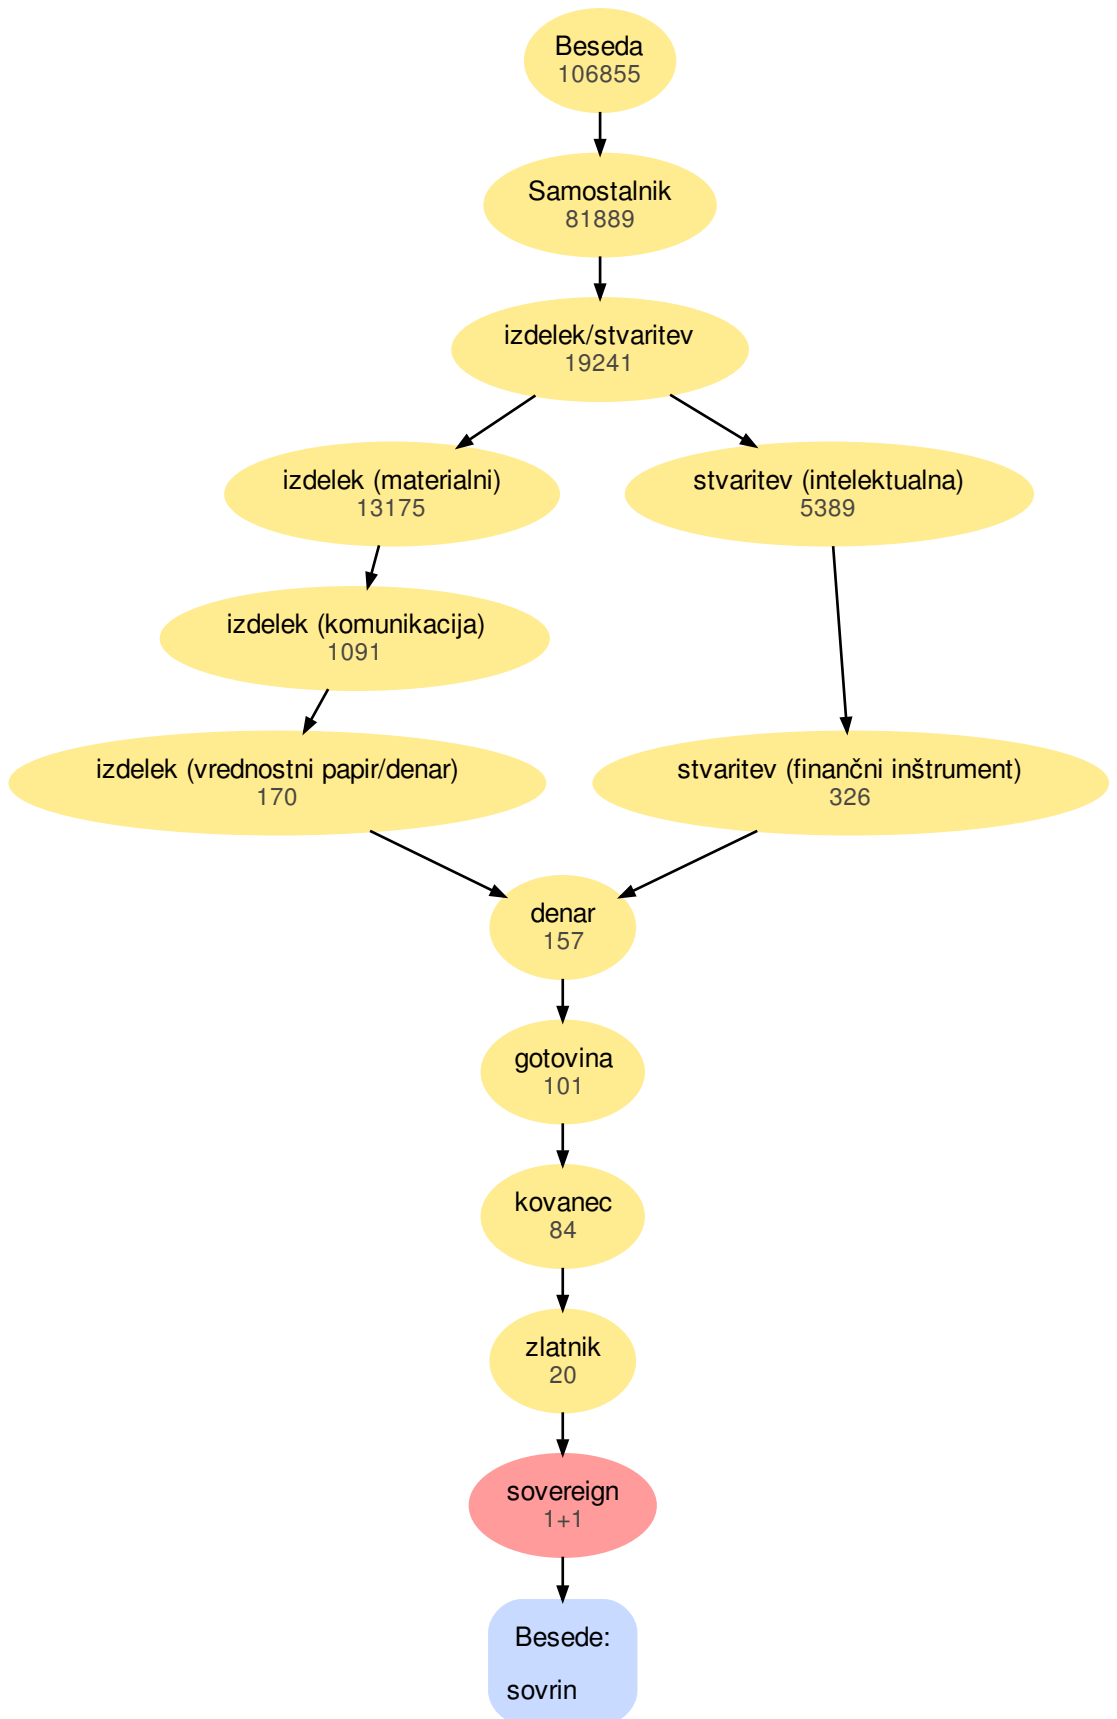 Beseda
106855
Samostalnik
81889
izdelek/stvaritev
19241
izdelek (materialni)
13175
stvaritev (intelektualna)
5389
izdelek (komunikacija)
1091
izdelek (vrednostni papir/denar)
170
stvaritev (finančni inštrument)
326
denar
157
gotovina
101
kovanec
84
zlatnik
20
sovereign
1+1
Besede:
sovrin